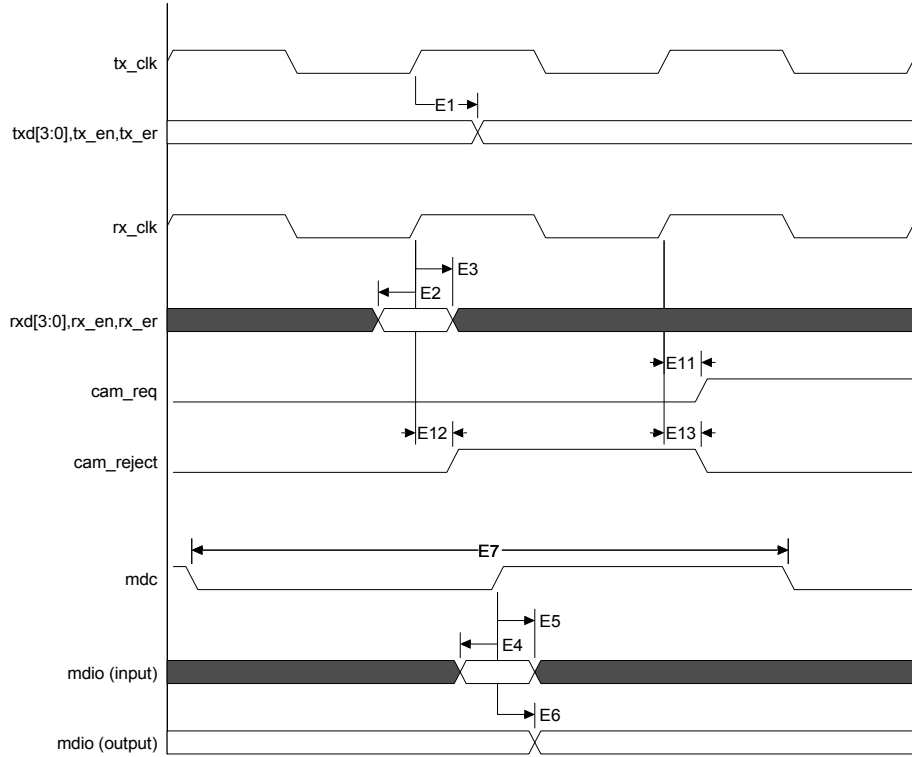 tx_clk
E1
txd[3:0],tx_en,tx_er
rx_clk
E3
E2
rxd[3:0],rx_en,rx_er
E11
cam_req
E12
E13
cam_reject
E7
mdc
E5
E4
mdio (input)
E6
mdio (output)